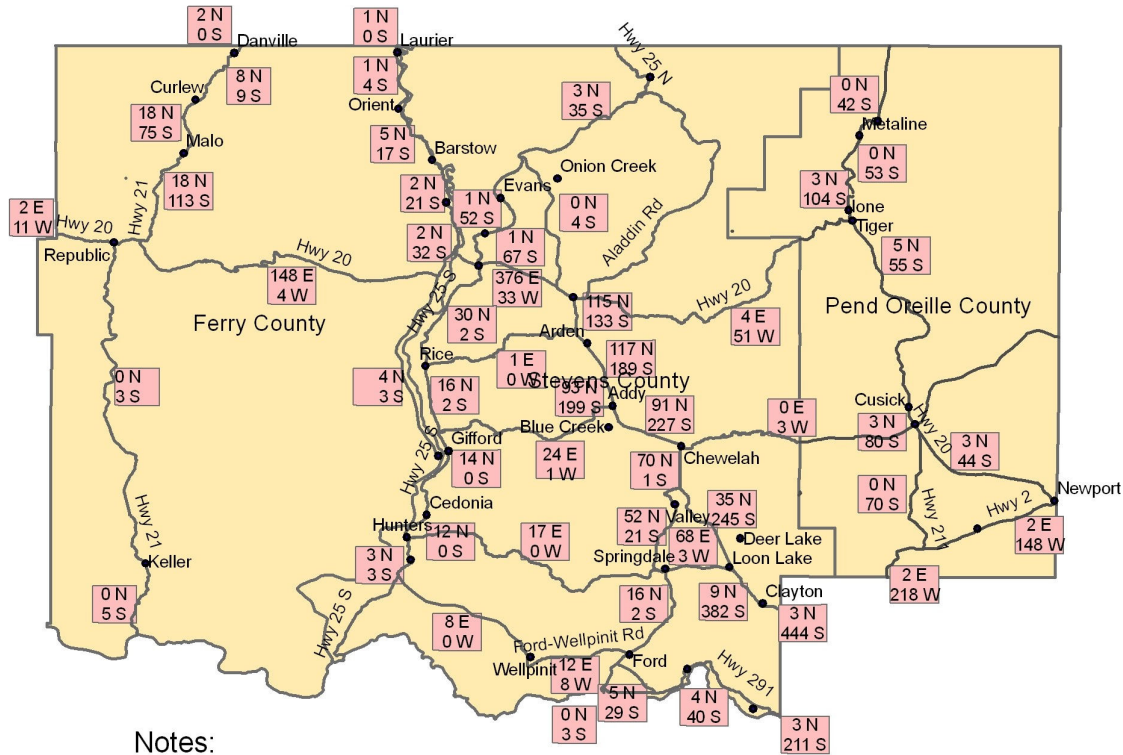 2 N
0 S
Danville
1 N
0 S
Laurier
Hwy 25 N
8 N
9 S
1 N
4 S
3 N
35 S
0 N
42 S
Curlew
Orient
18 N
75 S
Metaline
Malo
5 N
17 S
Barstow
Onion Creek
0 N
53 S
18 N
113 S
2 N
21 S
Evans
1 N
52 S
0 N
4 S
3 N
104 S
Ione
Tiger
2 E
11 W
Hwy 20
Hwy 21
Republic
2 N
32 S
1 N
67 S
Aladdin Rd
5 N
55 S
Hwy 20
148 E
4 W
Hwy 25 S
376 E
33 W
Hwy 20
115 N
133 S
4 E
51 W
Pend Oreille County
Ferry County
30 N
2 S
Arden
117 N
189 S
Rice
1 E
0 W
Stevens County
0 N
3 S
4 N
3 S
16 N
2 S
93 N
199 S
Addy
91 N
227 S
0 E
3 W
Cusick
3 N
80 S
Hwy 20
Blue Creek
Hwy 25 S
Gifford
14 N
0 S
24 E
1 W
Chewelah
70 N
1 S
3 N
44 S
0 N
70 S
Newport
Hwy 2
Hwy 211
Cedonia
35 N
245 S
Valley
52 N
21 S
68 E
3 W
Deer Lake
2 E
148 W
Hunters
12 N
0 S
17 E
0 W
Hwy 21
Keller
3 N
3 S
Springdale
Loon Lake
2 E
218 W
0 N
5 S
Hwy 25 S
16 N
2 S
9 N
382 S
Clayton
3 N
444 S
8 E
0 W
Ford-Wellpinit Rd
Wellpinit
Ford
12 E
8 W
Hwy 291
5 N
29 S
4 N
40 S
0 N
3 S
3 N
211 S
Notes: